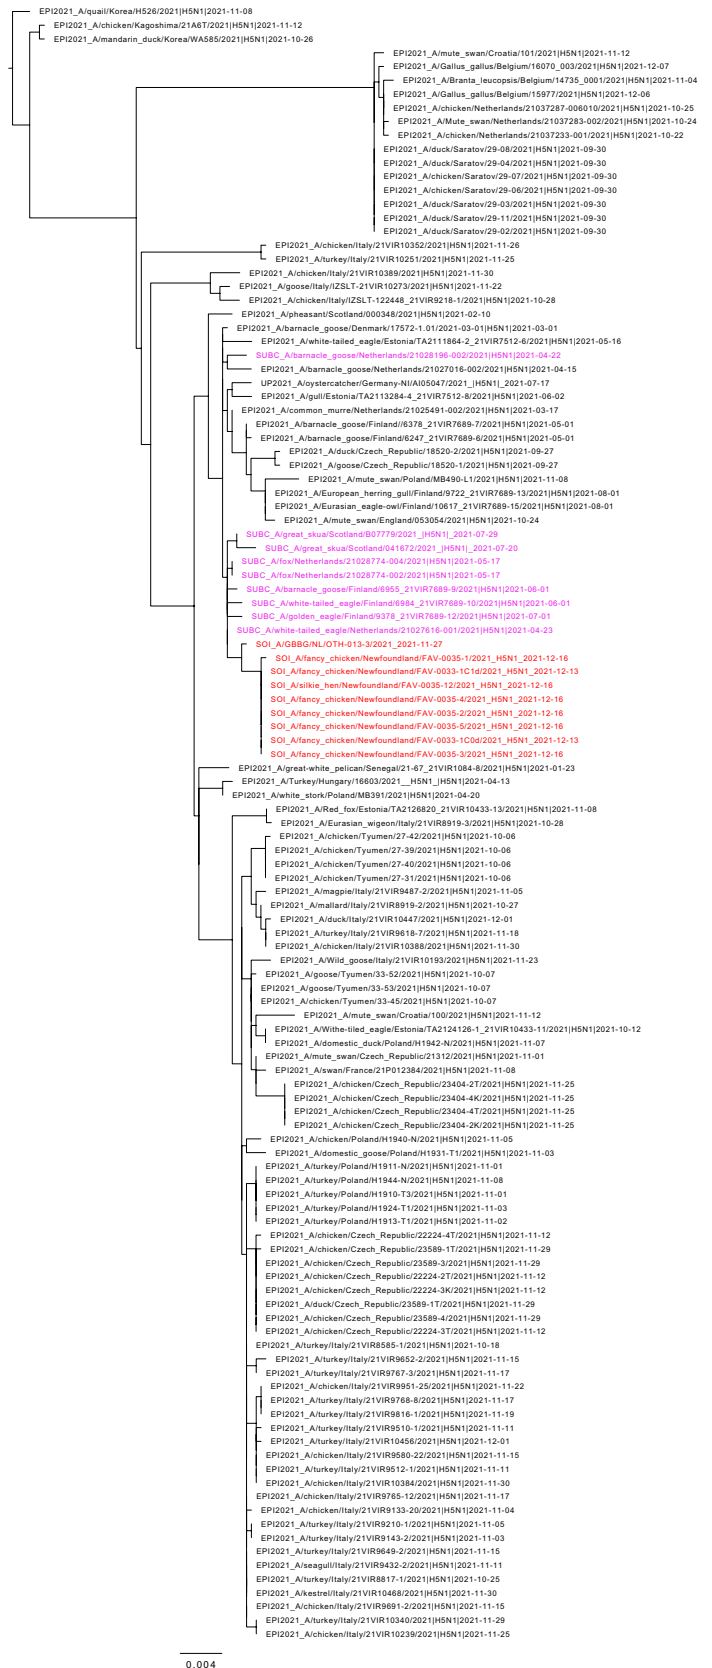 EPI2021_A/quail/Korea/H526/2021|H5N1|2021-11-08
EPI2021_A/chicken/Kagoshima/21A6T/2021|H5N1|2021-11-12
EPI2021_A/mandarin_duck/Korea/WA585/2021|H5N1|2021-10-26
EPI2021_A/mute_swan/Croatia/101/2021|H5N1|2021-11-12
EPI2021_A/Gallus_gallus/Belgium/16070_003/2021|H5N1|2021-12-07
EPI2021_A/Branta_leucopsis/Belgium/14735_0001/2021|H5N1|2021-11-04
EPI2021_A/Gallus_gallus/Belgium/15977/2021|H5N1|2021-12-06
EPI2021_A/chicken/Netherlands/21037287-006010/2021|H5N1|2021-10-25
EPI2021_A/Mute_swan/Netherlands/21037283-002/2021|H5N1|2021-10-24
EPI2021_A/chicken/Netherlands/21037233-001/2021|H5N1|2021-10-22
EPI2021_A/duck/Saratov/29-08/2021|H5N1|2021-09-30
EPI2021_A/duck/Saratov/29-04/2021|H5N1|2021-09-30
EPI2021_A/chicken/Saratov/29-07/2021|H5N1|2021-09-30
EPI2021_A/chicken/Saratov/29-06/2021|H5N1|2021-09-30
EPI2021_A/duck/Saratov/29-03/2021|H5N1|2021-09-30
EPI2021_A/duck/Saratov/29-11/2021|H5N1|2021-09-30
EPI2021_A/duck/Saratov/29-02/2021|H5N1|2021-09-30
EPI2021_A/chicken/Italy/21VIR10352/2021|H5N1|2021-11-26
EPI2021_A/turkey/Italy/21VIR10251/2021|H5N1|2021-11-25
EPI2021_A/chicken/Italy/21VIR10389/2021|H5N1|2021-11-30
EPI2021_A/goose/Italy/IZSLT-21VIR10273/2021|H5N1|2021-11-22
EPI2021_A/chicken/Italy/IZSLT-122448_21VIR9218-1/2021|H5N1|2021-10-28
EPI2021_A/pheasant/Scotland/000348/2021|H5N1|2021-02-10
EPI2021_A/barnacle_goose/Denmark/17572-1.01/2021-03-01|H5N1|2021-03-01
EPI2021_A/white-tailed_eagle/Estonia/TA2111864-2_21VIR7512-6/2021|H5N1|2021-05-16
SUBC_A/barnacle_goose/Netherlands/21028196-002/2021|H5N1|2021-04-22
EPI2021_A/barnacle_goose/Netherlands/21027016-002/2021|H5N1|2021-04-15
UP2021_A/oystercatcher/Germany-NI/AI05047/2021_|H5N1|_2021-07-17
EPI2021_A/gull/Estonia/TA2113284-4_21VIR7512-8/2021|H5N1|2021-06-02
EPI2021_A/common_murre/Netherlands/21025491-002/2021|H5N1|2021-03-17
EPI2021_A/barnacle_goose/Finland//6378_21VIR7689-7/2021|H5N1|2021-05-01
EPI2021_A/barnacle_goose/Finland/6247_21VIR7689-6/2021|H5N1|2021-05-01
EPI2021_A/duck/Czech_Republic/18520-2/2021|H5N1|2021-09-27
EPI2021_A/goose/Czech_Republic/18520-1/2021|H5N1|2021-09-27
EPI2021_A/mute_swan/Poland/MB490-L1/2021|H5N1|2021-11-08
EPI2021_A/European_herring_gull/Finland/9722_21VIR7689-13/2021|H5N1|2021-08-01
EPI2021_A/Eurasian_eagle-owl/Finland/10617_21VIR7689-15/2021|H5N1|2021-08-01
EPI2021_A/mute_swan/England/053054/2021|H5N1|2021-10-24
SUBC_A/great_skua/Scotland/B07779/2021_|H5N1|_2021-07-29
SUBC_A/great_skua/Scotland/041672/2021_|H5N1|_2021-07-20
SUBC_A/fox/Netherlands/21028774-004/2021|H5N1|2021-05-17
SUBC_A/fox/Netherlands/21028774-002/2021|H5N1|2021-05-17
SUBC_A/barnacle_goose/Finland/6955_21VIR7689-9/2021|H5N1|2021-06-01
SUBC_A/white-tailed_eagle/Finland/6984_21VIR7689-10/2021|H5N1|2021-06-01
SUBC_A/golden_eagle/Finland/9378_21VIR7689-12/2021|H5N1|2021-07-01
SUBC_A/white-tailed_eagle/Netherlands/21027616-001/2021|H5N1|2021-04-23
SOI_A/GBBG/NL/OTH-013-3/2021_2021-11-27
SOI_A/fancy_chicken/Newfoundland/FAV-0035-1/2021_H5N1_2021-12-16
SOI_A/fancy_chicken/Newfoundland/FAV-0033-1C1d/2021_H5N1_2021-12-13
SOI_A/silkie_hen/Newfoundland/FAV-0035-12/2021_H5N1_2021-12-16
SOI_A/fancy_chicken/Newfoundland/FAV-0035-4/2021_H5N1_2021-12-16
SOI_A/fancy_chicken/Newfoundland/FAV-0035-2/2021_H5N1_2021-12-16
SOI_A/fancy_chicken/Newfoundland/FAV-0035-5/2021_H5N1_2021-12-16
SOI_A/fancy_chicken/Newfoundland/FAV-0033-1C0d/2021_H5N1_2021-12-13
SOI_A/fancy_chicken/Newfoundland/FAV-0035-3/2021_H5N1_2021-12-16
EPI2021_A/great-white_pelican/Senegal/21-67_21VIR1084-8/2021|H5N1|2021-01-23
EPI2021_A/Turkey/Hungary/16603/2021__H5N1_|H5N1|2021-04-13
EPI2021_A/white_stork/Poland/MB391/2021|H5N1|2021-04-20
EPI2021_A/Red_fox/Estonia/TA2126820_21VIR10433-13/2021|H5N1|2021-11-08
EPI2021_A/Eurasian_wigeon/Italy/21VIR8919-3/2021|H5N1|2021-10-28
EPI2021_A/chicken/Tyumen/27-42/2021|H5N1|2021-10-06
EPI2021_A/chicken/Tyumen/27-39/2021|H5N1|2021-10-06
EPI2021_A/chicken/Tyumen/27-40/2021|H5N1|2021-10-06
EPI2021_A/chicken/Tyumen/27-31/2021|H5N1|2021-10-06
EPI2021_A/magpie/Italy/21VIR9487-2/2021|H5N1|2021-11-05
EPI2021_A/mallard/Italy/21VIR8919-2/2021|H5N1|2021-10-27
EPI2021_A/duck/Italy/21VIR10447/2021|H5N1|2021-12-01
EPI2021_A/turkey/Italy/21VIR9618-7/2021|H5N1|2021-11-18
EPI2021_A/chicken/Italy/21VIR10388/2021|H5N1|2021-11-30
EPI2021_A/Wild_goose/Italy/21VIR10193/2021|H5N1|2021-11-23
EPI2021_A/goose/Tyumen/33-52/2021|H5N1|2021-10-07
EPI2021_A/goose/Tyumen/33-53/2021|H5N1|2021-10-07
EPI2021_A/chicken/Tyumen/33-45/2021|H5N1|2021-10-07
EPI2021_A/mute_swan/Croatia/100/2021|H5N1|2021-11-12
EPI2021_A/Withe-tiled_eagle/Estonia/TA2124126-1_21VIR10433-11/2021|H5N1|2021-10-12
EPI2021_A/domestic_duck/Poland/H1942-N/2021|H5N1|2021-11-07
EPI2021_A/mute_swan/Czech_Republic/21312/2021|H5N1|2021-11-01
EPI2021_A/swan/France/21P012384/2021|H5N1|2021-11-08
EPI2021_A/chicken/Czech_Republic/23404-2T/2021|H5N1|2021-11-25
EPI2021_A/chicken/Czech_Republic/23404-4K/2021|H5N1|2021-11-25
EPI2021_A/chicken/Czech_Republic/23404-4T/2021|H5N1|2021-11-25
EPI2021_A/chicken/Czech_Republic/23404-2K/2021|H5N1|2021-11-25
EPI2021_A/chicken/Poland/H1940-N/2021|H5N1|2021-11-05
EPI2021_A/domestic_goose/Poland/H1931-T1/2021|H5N1|2021-11-03
EPI2021_A/turkey/Poland/H1911-N/2021|H5N1|2021-11-01
EPI2021_A/turkey/Poland/H1944-N/2021|H5N1|2021-11-08
EPI2021_A/turkey/Poland/H1910-T3/2021|H5N1|2021-11-01
EPI2021_A/turkey/Poland/H1924-T1/2021|H5N1|2021-11-03
EPI2021_A/turkey/Poland/H1913-T1/2021|H5N1|2021-11-02
EPI2021_A/chicken/Czech_Republic/22224-4T/2021|H5N1|2021-11-12
EPI2021_A/chicken/Czech_Republic/23589-1T/2021|H5N1|2021-11-29
EPI2021_A/chicken/Czech_Republic/23589-3/2021|H5N1|2021-11-29
EPI2021_A/chicken/Czech_Republic/22224-2T/2021|H5N1|2021-11-12
EPI2021_A/chicken/Czech_Republic/22224-3K/2021|H5N1|2021-11-12
EPI2021_A/duck/Czech_Republic/23589-1T/2021|H5N1|2021-11-29
EPI2021_A/chicken/Czech_Republic/23589-4/2021|H5N1|2021-11-29
EPI2021_A/chicken/Czech_Republic/22224-3T/2021|H5N1|2021-11-12
EPI2021_A/turkey/Italy/21VIR8585-1/2021|H5N1|2021-10-18
EPI2021_A/turkey/Italy/21VIR9652-2/2021|H5N1|2021-11-15
EPI2021_A/turkey/Italy/21VIR9767-3/2021|H5N1|2021-11-17
EPI2021_A/chicken/Italy/21VIR9951-25/2021|H5N1|2021-11-22
EPI2021_A/turkey/Italy/21VIR9768-8/2021|H5N1|2021-11-17
EPI2021_A/turkey/Italy/21VIR9816-1/2021|H5N1|2021-11-19
EPI2021_A/turkey/Italy/21VIR9510-1/2021|H5N1|2021-11-11
EPI2021_A/turkey/Italy/21VIR10456/2021|H5N1|2021-12-01
EPI2021_A/chicken/Italy/21VIR9580-22/2021|H5N1|2021-11-15
EPI2021_A/turkey/Italy/21VIR9512-1/2021|H5N1|2021-11-11
EPI2021_A/chicken/Italy/21VIR10384/2021|H5N1|2021-11-30
EPI2021_A/chicken/Italy/21VIR9765-12/2021|H5N1|2021-11-17
EPI2021_A/chicken/Italy/21VIR9133-20/2021|H5N1|2021-11-04
EPI2021_A/turkey/Italy/21VIR9210-1/2021|H5N1|2021-11-05
EPI2021_A/turkey/Italy/21VIR9143-2/2021|H5N1|2021-11-03
EPI2021_A/turkey/Italy/21VIR9649-2/2021|H5N1|2021-11-15
EPI2021_A/seagull/Italy/21VIR9432-2/2021|H5N1|2021-11-11
EPI2021_A/turkey/Italy/21VIR8817-1/2021|H5N1|2021-10-25
EPI2021_A/kestrel/Italy/21VIR10468/2021|H5N1|2021-11-30
EPI2021_A/chicken/Italy/21VIR9691-2/2021|H5N1|2021-11-15
EPI2021_A/turkey/Italy/21VIR10340/2021|H5N1|2021-11-29
EPI2021_A/chicken/Italy/21VIR10239/2021|H5N1|2021-11-25
0.004